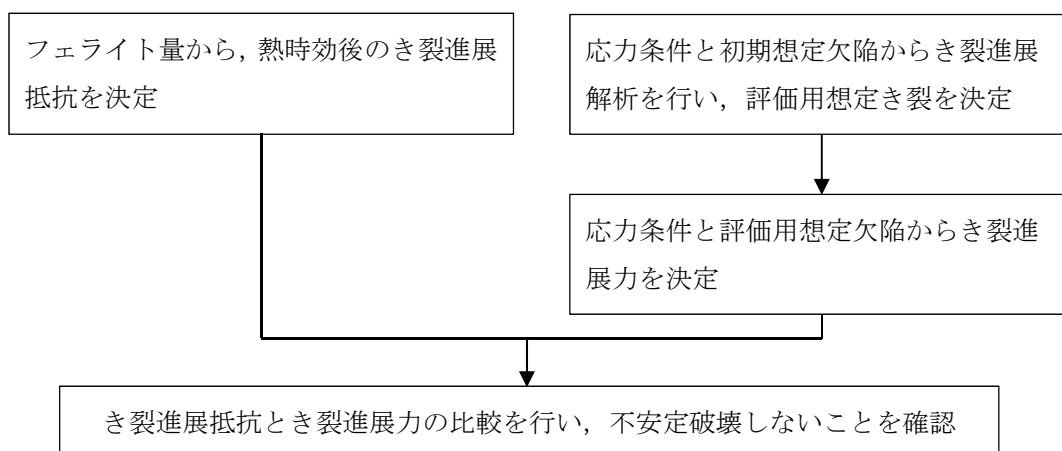 フェライト量から，熱時効後のき裂進展
抵抗を決定
応力条件と初期想定欠陥からき裂進展
解析を行い，評価用想定き裂を決定
応力条件と評価用想定欠陥からき裂進
展力を決定
き裂進展抵抗とき裂進展力の比較を行い，不安定破壊しないことを確認